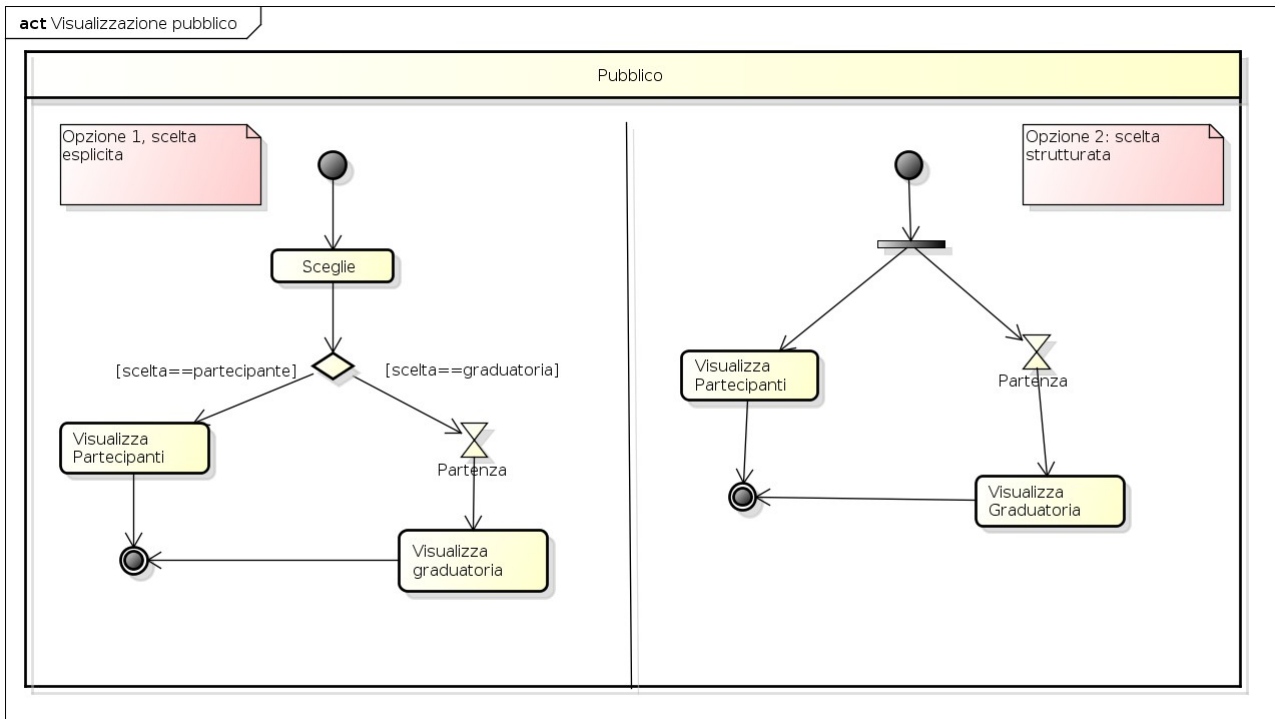 act Visualizzazione pubblico
Pubblico
Opzione 1, scelta
esplicita
Sceglie
[scelta==partecipante]
[scelta==graduatoria]
Visualizza
Partecipanti
Partenza
Visualizza
graduatoria
Opzione 2: scelta
strutturata
Visualizza
Partecipanti
Partenza
Visualizza
Graduatoria